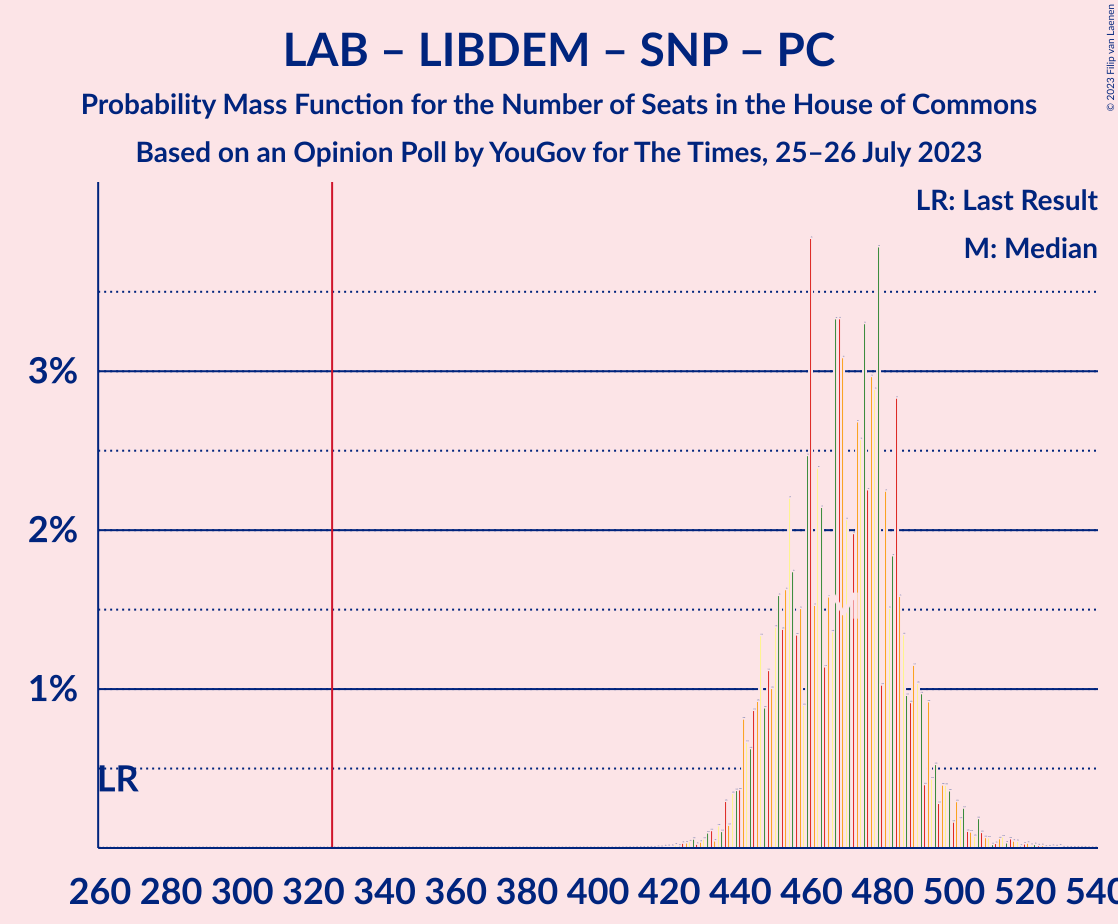 LAB – LIBDEM – SNP – PC
Probability Mass Function for the Number of Seats in the House of Commons
Based on an Opinion Poll by YouGov for The Times, 25–26 July 2023
© 2023 Filip van Laenen
LR: Last Result
M: Median
3%
2%
1%
LR
260 280 300 320 340 360 380 400 420 440 460 480 500 520 540